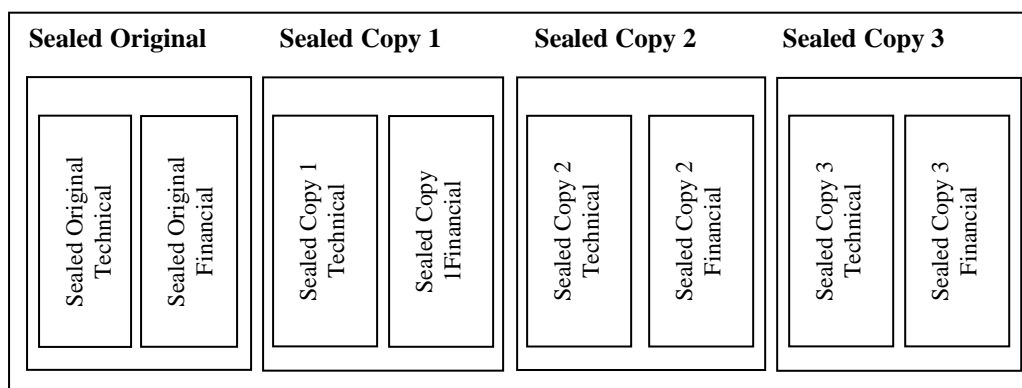 Sealed Original
Sealed Copy 1
Sealed Copy 2
Sealed Copy 3
Sealed Original
Technical
Sealed Original
Financial
Sealed Copy 1
Technical
Sealed Copy
1Financial
Sealed Copy 2
Technical
Sealed Copy 2
Financial
Sealed Copy 3
Technical
Sealed Copy 3
Financial